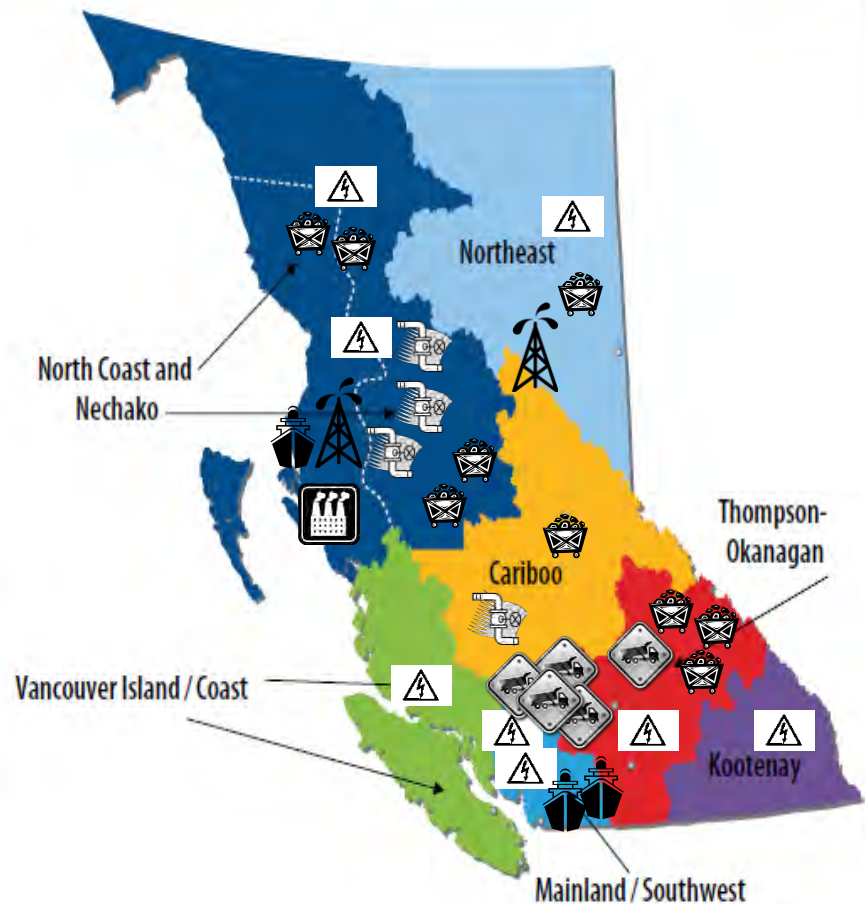 Northeast
North Coast and
Nechako
Thompson-
Okanagan
Cariboo
Vancouver Island / Coast
Kootenay
Mainland / Southwest